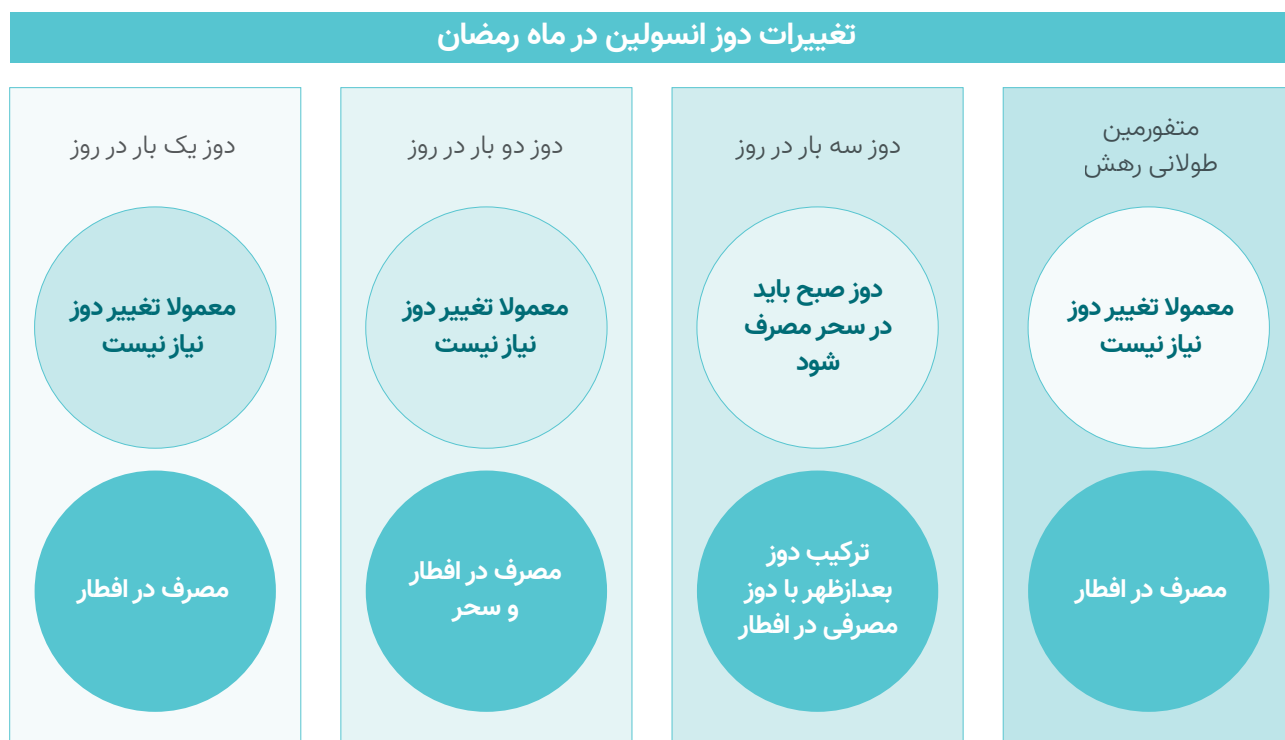 تغییرات دوز انسولین در ماه رمضان
متفورمین
طولانی رهش
معمولا تغییر دوز
نیاز نیست
مصرف در افطار
دوز سه بار در روز
دوز صبح باید
در سحر مصرف
شود
ترکیب دوز
بعدازظهر با دوز
مصرفی در افطار
دوز دو بار در روز
معمولا تغییر دوز
نیاز نیست
مصرف در افطار
و سحر
دوز یک بار در روز
معمولا تغییر دوز
نیاز نیست
مصرف در افطار